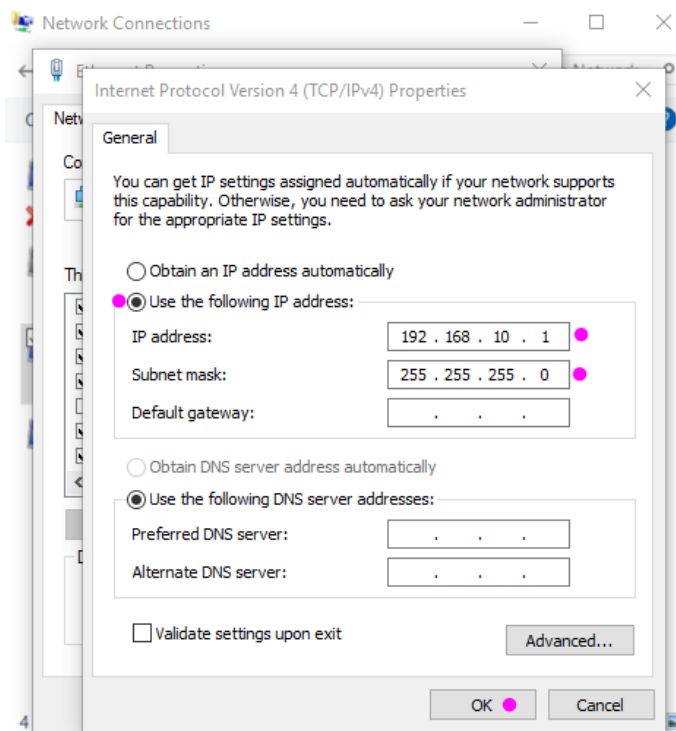 Network Connections
Internet Protocol Version 4 (TCP/IPv4) Properties
General
You can get IP settings assigned automatically if your network supports
this capability. Otherwise, you need to ask your network administrator
for the appropriate IP settings.
Obtain an IP address automatically
Use the following IP address:
IP address: 192 . 168 . 10 . 1
Subnet mask: 255 . 255 . 255 . 0
Default gateway: . . .
Obtain DNS server address automatically
Use the following DNS server addresses:
Preferred DNS server: . . .
Alternate DNS server: . . .
Validate settings upon exit
Advanced...
OK Cancel
4